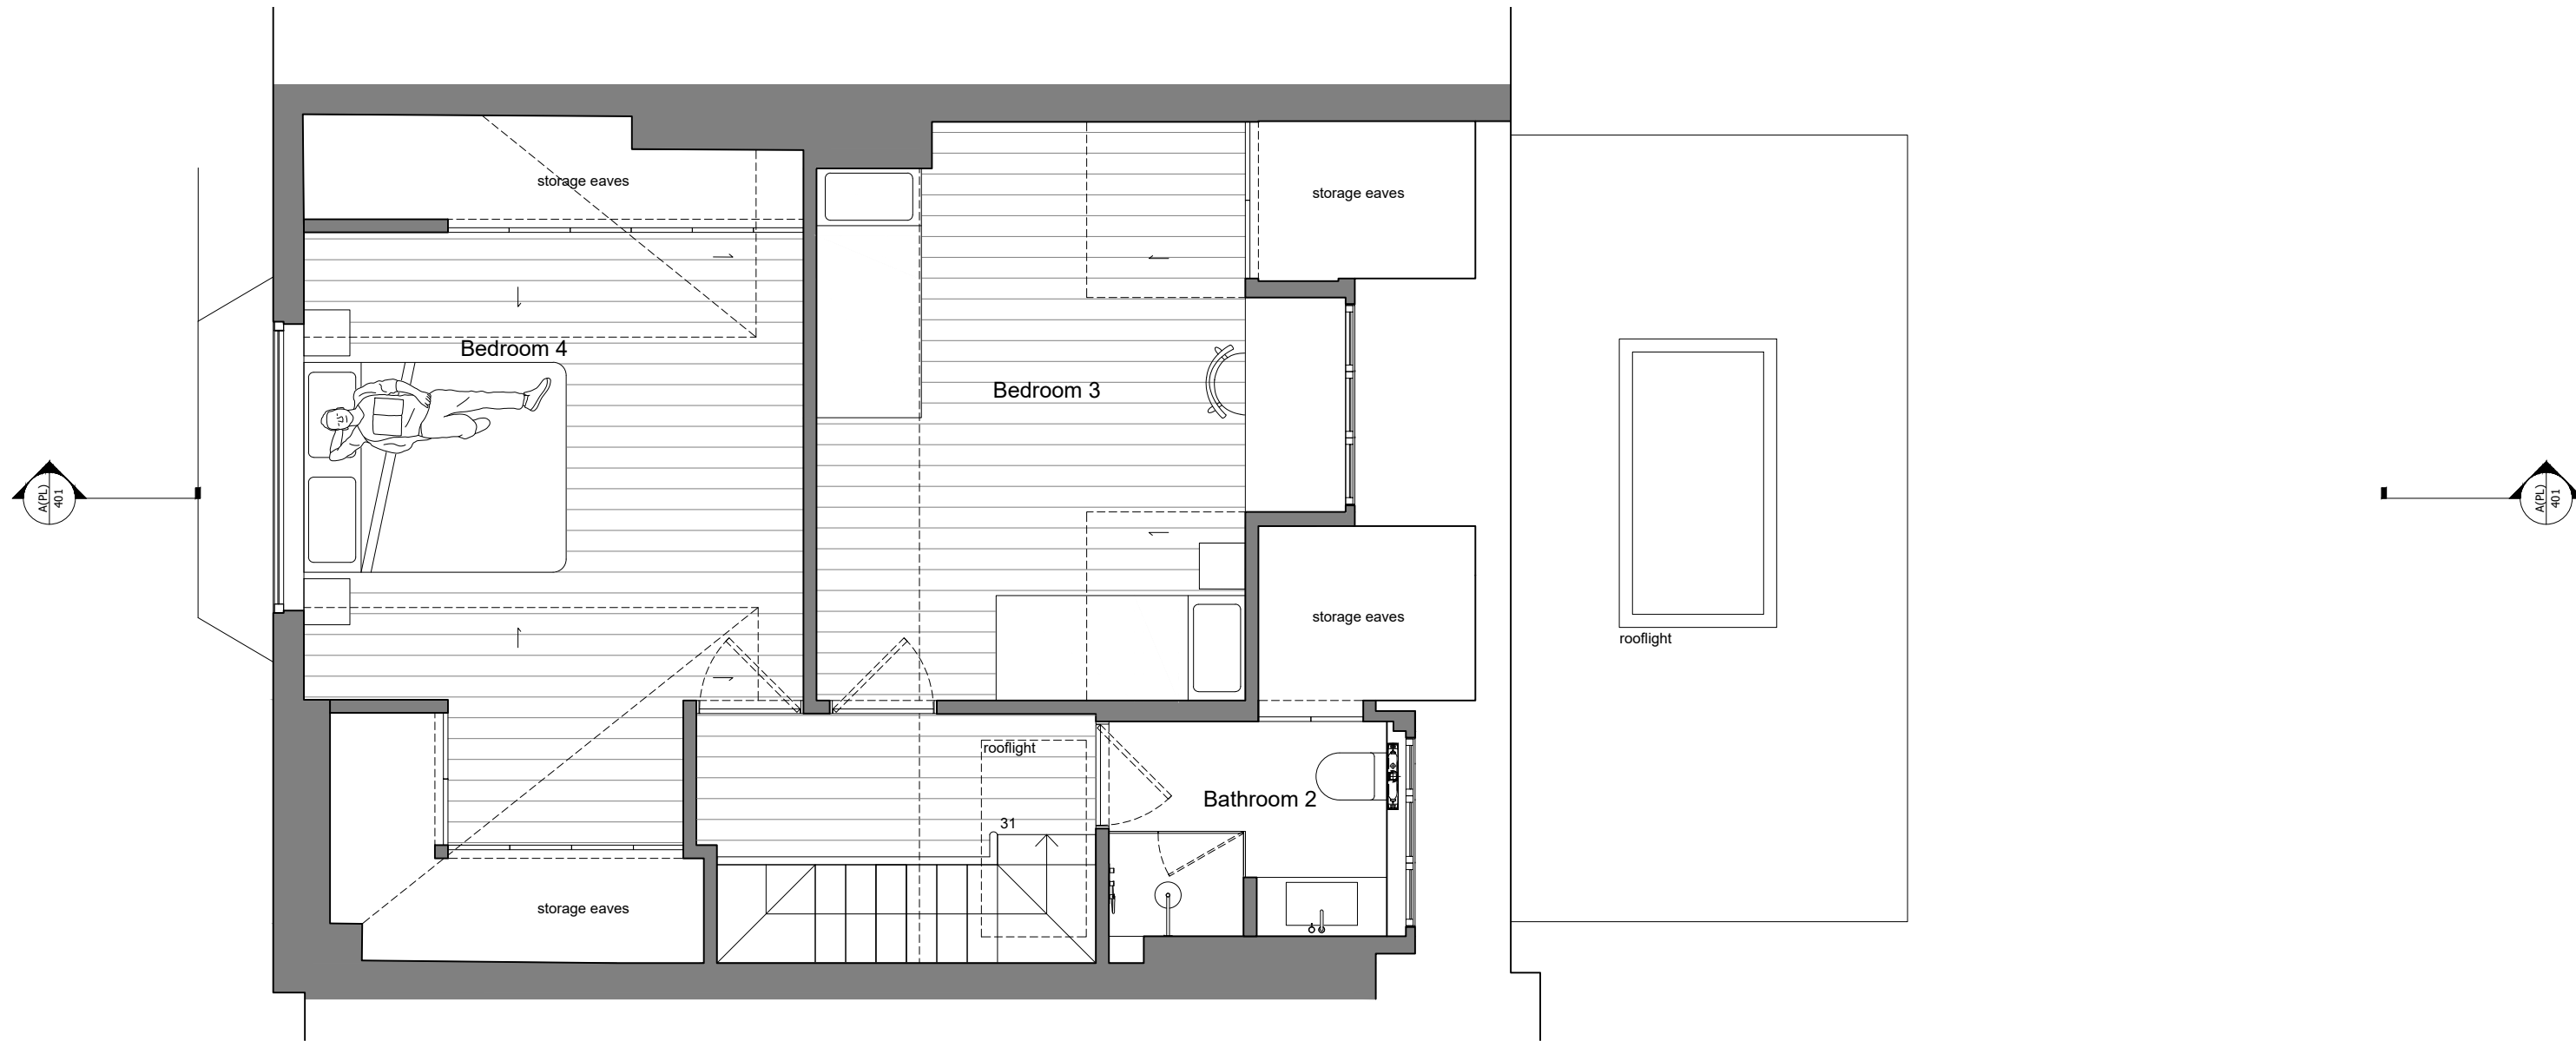 storage eaves
storage eaves
Bedroom 4
Bedroom 3
A(PL)
401
A(PL)
401
storage eaves
rooflight
rooflight
Bathroom 2
31
storage eaves